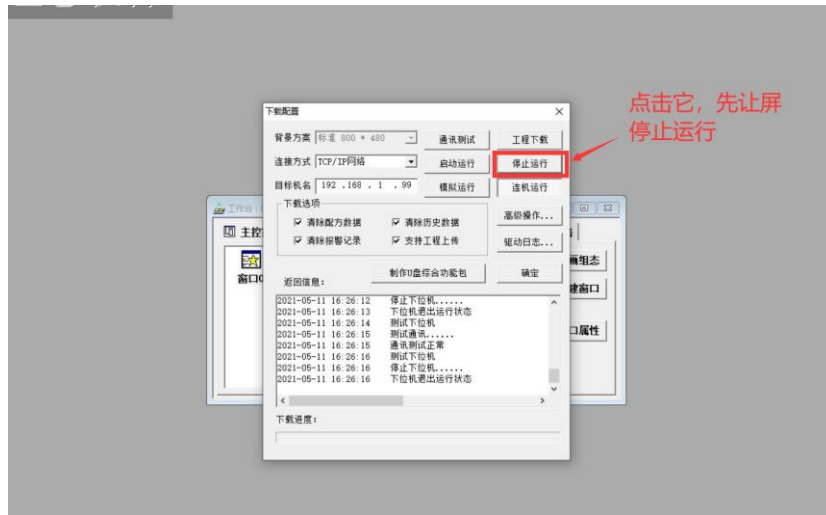 下载配置
点击它，先让屏
停止运行
背景方案 标准 800 * 480 通讯测试 工程下载
连接方式 TCP/IP网络 启动运行 停止运行
目标机名 192 .168 . 1 . 99 模拟运行 连机运行
下载选项
清除配方数据 清除历史数据 高级操作...
清除报警记录 支持工程上传 驱动日志...
制作U盘综合功能包 确定
返回信息：
2021-05-11 16:26:12 停止下位机......
2021-05-11 16:26:13 下位机退出运行状态
2021-05-11 16:26:14 测试下位机
2021-05-11 16:26:15 测试通讯......
2021-05-11 16:26:15 通讯测试正常
2021-05-11 16:26:16 测试下位机
2021-05-11 16:26:16 停止下位机......
2021-05-11 16:26:16 下位机退出运行状态
下载进度：
工作台
主控
窗口
画组态
建窗口
口属性